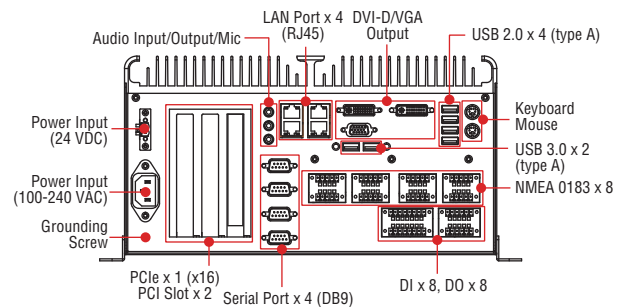 LAN Port x 4
(RJ45)
DVI-D/VGA
Output
Audio Input/Output/Mic
USB 2.0 x 4 (type A)
Keyboard
Mouse
Power Input
(24 VDC)
USB 3.0 x 2
(type A)
Power Input
(100-240 VAC)
NMEA 0183 x 8
Grounding
Screw
PCIe x 1 (x16)
PCI Slot x 2
Serial Port x 4 (DB9)
DI x 8, DO x 8